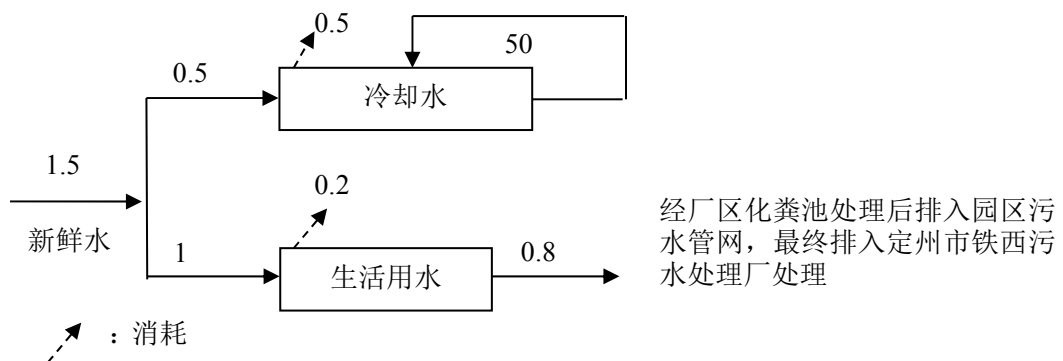 0.5
50
0.5
冷却水
1.5
0.2
新鲜水
1
生活用水
0.8
经厂区化粪池处理后排入园区污
水管网，最终排入定州市铁西污
水处理厂处理
：消耗